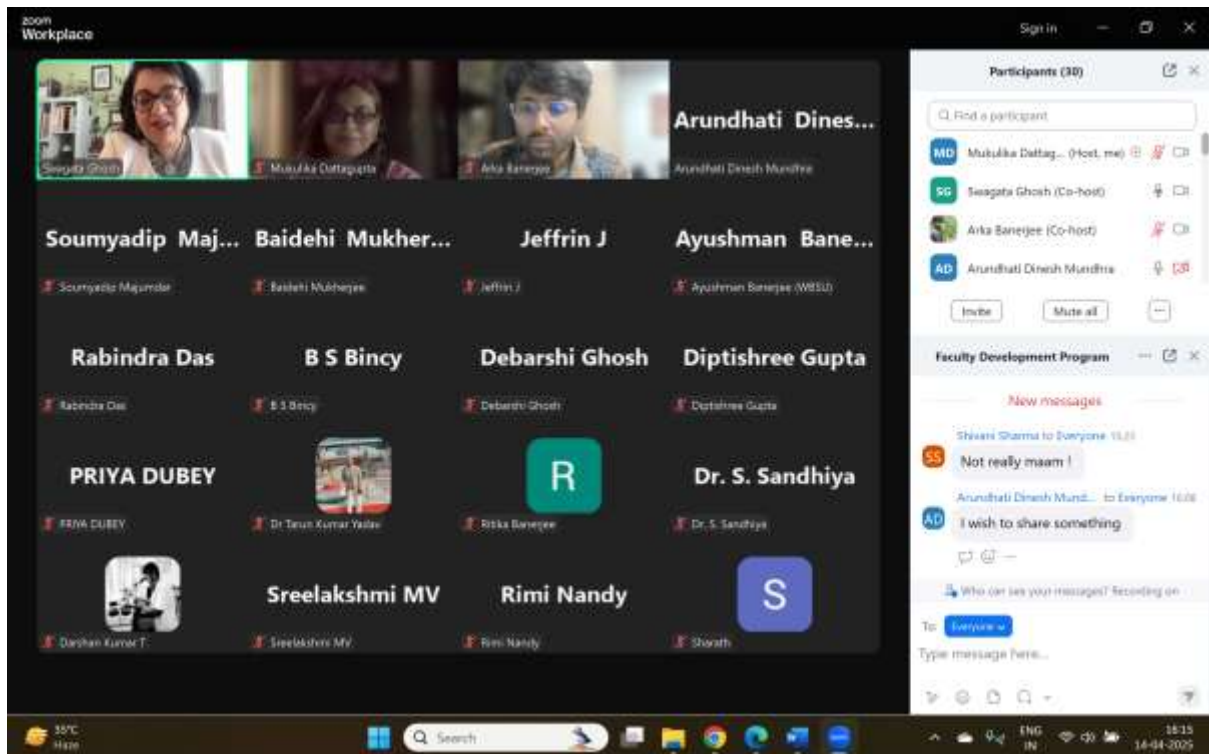 zoom
Workplace
Sign in
Arundhati Dines...
Swagata Ghosh
Mukulika Dattagupta
Arka Banerjee
Arundhati Dinesh Mundhra
Soumyadip Maj...
Baidehi Mukher...
Jeffrin J
Ayushman Bane...
Soumyadip Majumdar
Baidehi Mukherjee
Jeffrin J
Ayushman Banerjee (WBSU)
Rabindra Das
B S Bincy
Debarshi Ghosh
Diptishree Gupta
Rabindra Das
B S Bincy
Debarshi Ghosh
Diptishree Gupta
PRIYA DUBEY
R
Dr. S. Sandhiya
PRIYA DUBEY
Dr Tarun Kumar Yadav
Ritika Banerjee
Dr. S. Sandhiya
Sreelakshmi MV
Rimi Nandy
S
Darshan Kumar T
Sreelakshmi MV
Rimi Nandy
Sharath
Participants (30)
Find a participant
MD Mukulika Dattag... (Host, me)
SG Swagata Ghosh (Co-host)
Arka Banerjee (Co-host)
AD Arundhati Dinesh Mundhra
Invite
Mute all
Faculty Development Program
New messages
Shivani Sharma to Everyone
SS Not really maam !
Arundhati Dinesh Mund... to Everyone 16:08
AD I wish to share something
Who can see your messages? Recording on
To: Everyone
Type message here...
35°C
Haze
Search
ENG
IN
16:15
14-04-2025